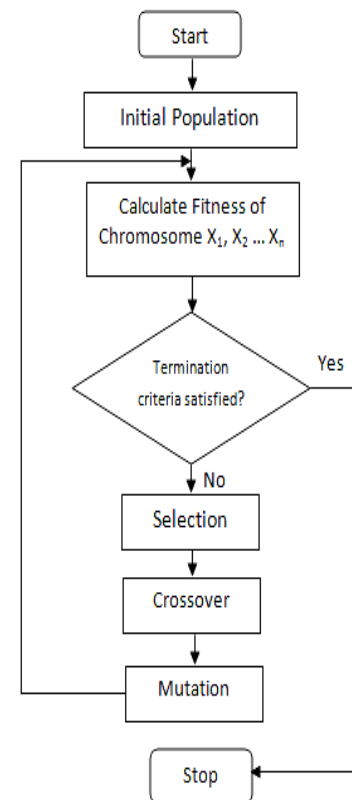 Start
Initial Population
Calculate Fitness of
Chromosome X₁, X₂ ... Xₙ
Termination
criteria satisfied?
Yes
No
Selection
Crossover
Mutation
Stop